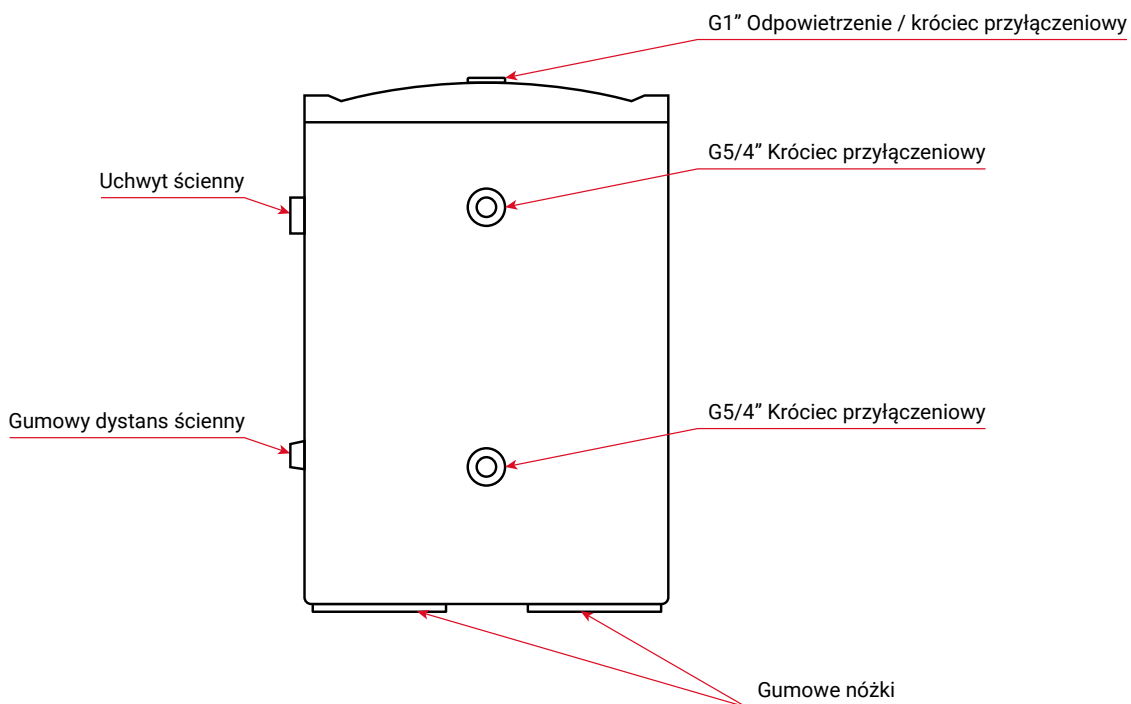 G1” Odpowietrzenie / króciec przyłączeniowy
G5/4” Króciec przyłączeniowy
Uchwyt ścienny
Gumowy dystans ścienny
G5/4” Króciec przyłączeniowy
Gumowe nóżki